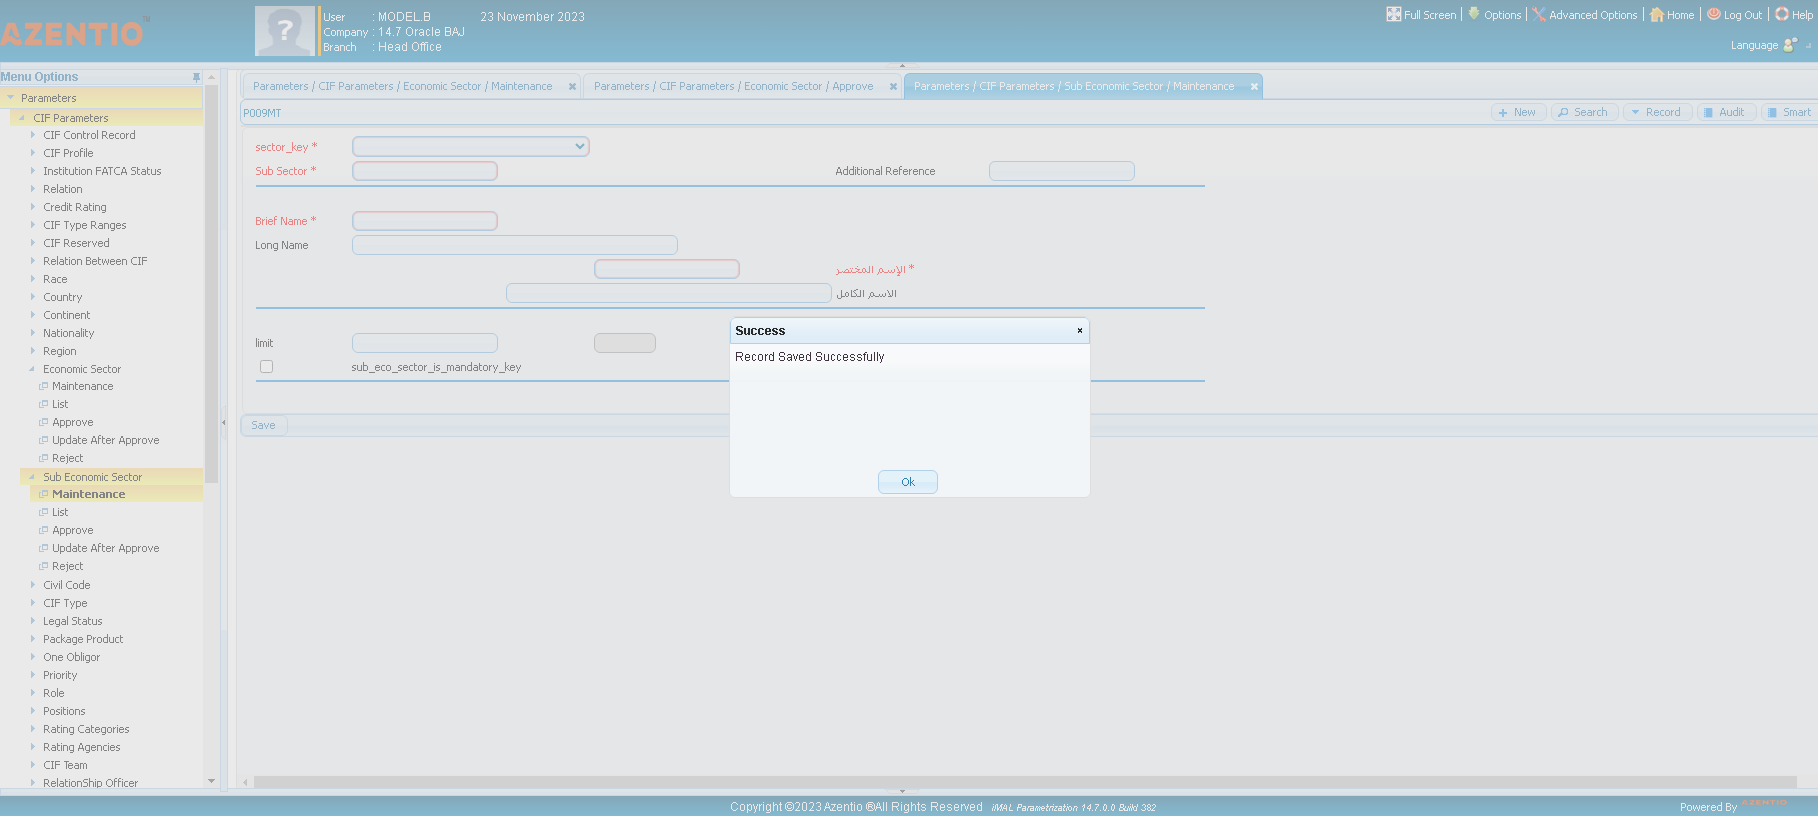 AZENTIO™
User : MODEL.B 23 November 2023
Company : 14.7 Oracle BAJ
Branch : Head Office
Full Screen Options Advanced Options Home Log Out Help
Language
Menu Options
Parameters
CIF Parameters
CIF Control Record
CIF Profile
Institution FATCA Status
Relation
Credit Rating
CIF Type Ranges
CIF Reserved
Relation Between CIF
Race
Country
Continent
Nationality
Region
Economic Sector
Maintenance
List
Approve
Update After Approve
Reject
Sub Economic Sector
Maintenance
List
Approve
Update After Approve
Reject
Civil Code
CIF Type
Legal Status
Package Product
One Obligor
Priority
Role
Positions
Rating Categories
Rating Agencies
CIF Team
RelationShip Officer
Parameters / CIF Parameters / Economic Sector / Maintenance
Parameters / CIF Parameters / Economic Sector / Approve
Parameters / CIF Parameters / Sub Economic Sector / Maintenance
P009MT
New Search Record Audit Smart
sector_key *
Sub Sector * Additional Reference
Brief Name *
Long Name
الإسم المختصر *
الاسم الكامل
limit
sub_eco_sector_is_mandatory_key
Save
Success
Record Saved Successfully
Ok
Copyright ©2023 Azentio ®All Rights Reserved iMAL Parametrization 14.7.0.0 Build 382
Powered By AZENTIO